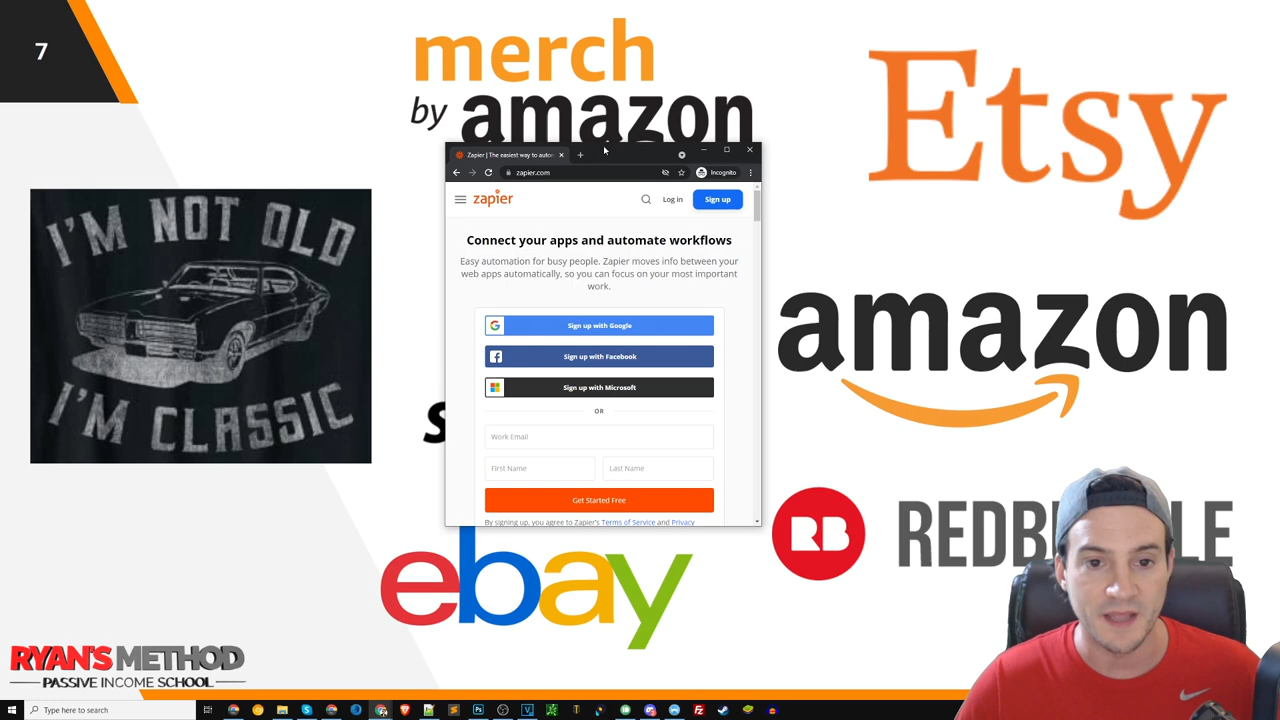 7
merch
by amazon
Etsy
I'M NOT OLD
I'M CLASSIC
Zapier | The easiest way to autor
zapier.com
Incognito
zapier
Log in
Sign up
Connect your apps and automate workflows
Easy automation for busy people. Zapier moves info between your
web apps automatically, so you can focus on your most important
work.
Sign up with Google
Sign up with Facebook
Sign up with Microsoft
OR
Work Email
First Name
Last Name
Get Started Free
By signing up, you agree to Zapier's Terms of Service and Privacy
amazon
RB
ebay
RYAN'S METHOD
PASSIVE INCOME SCHOOL
Type here to search